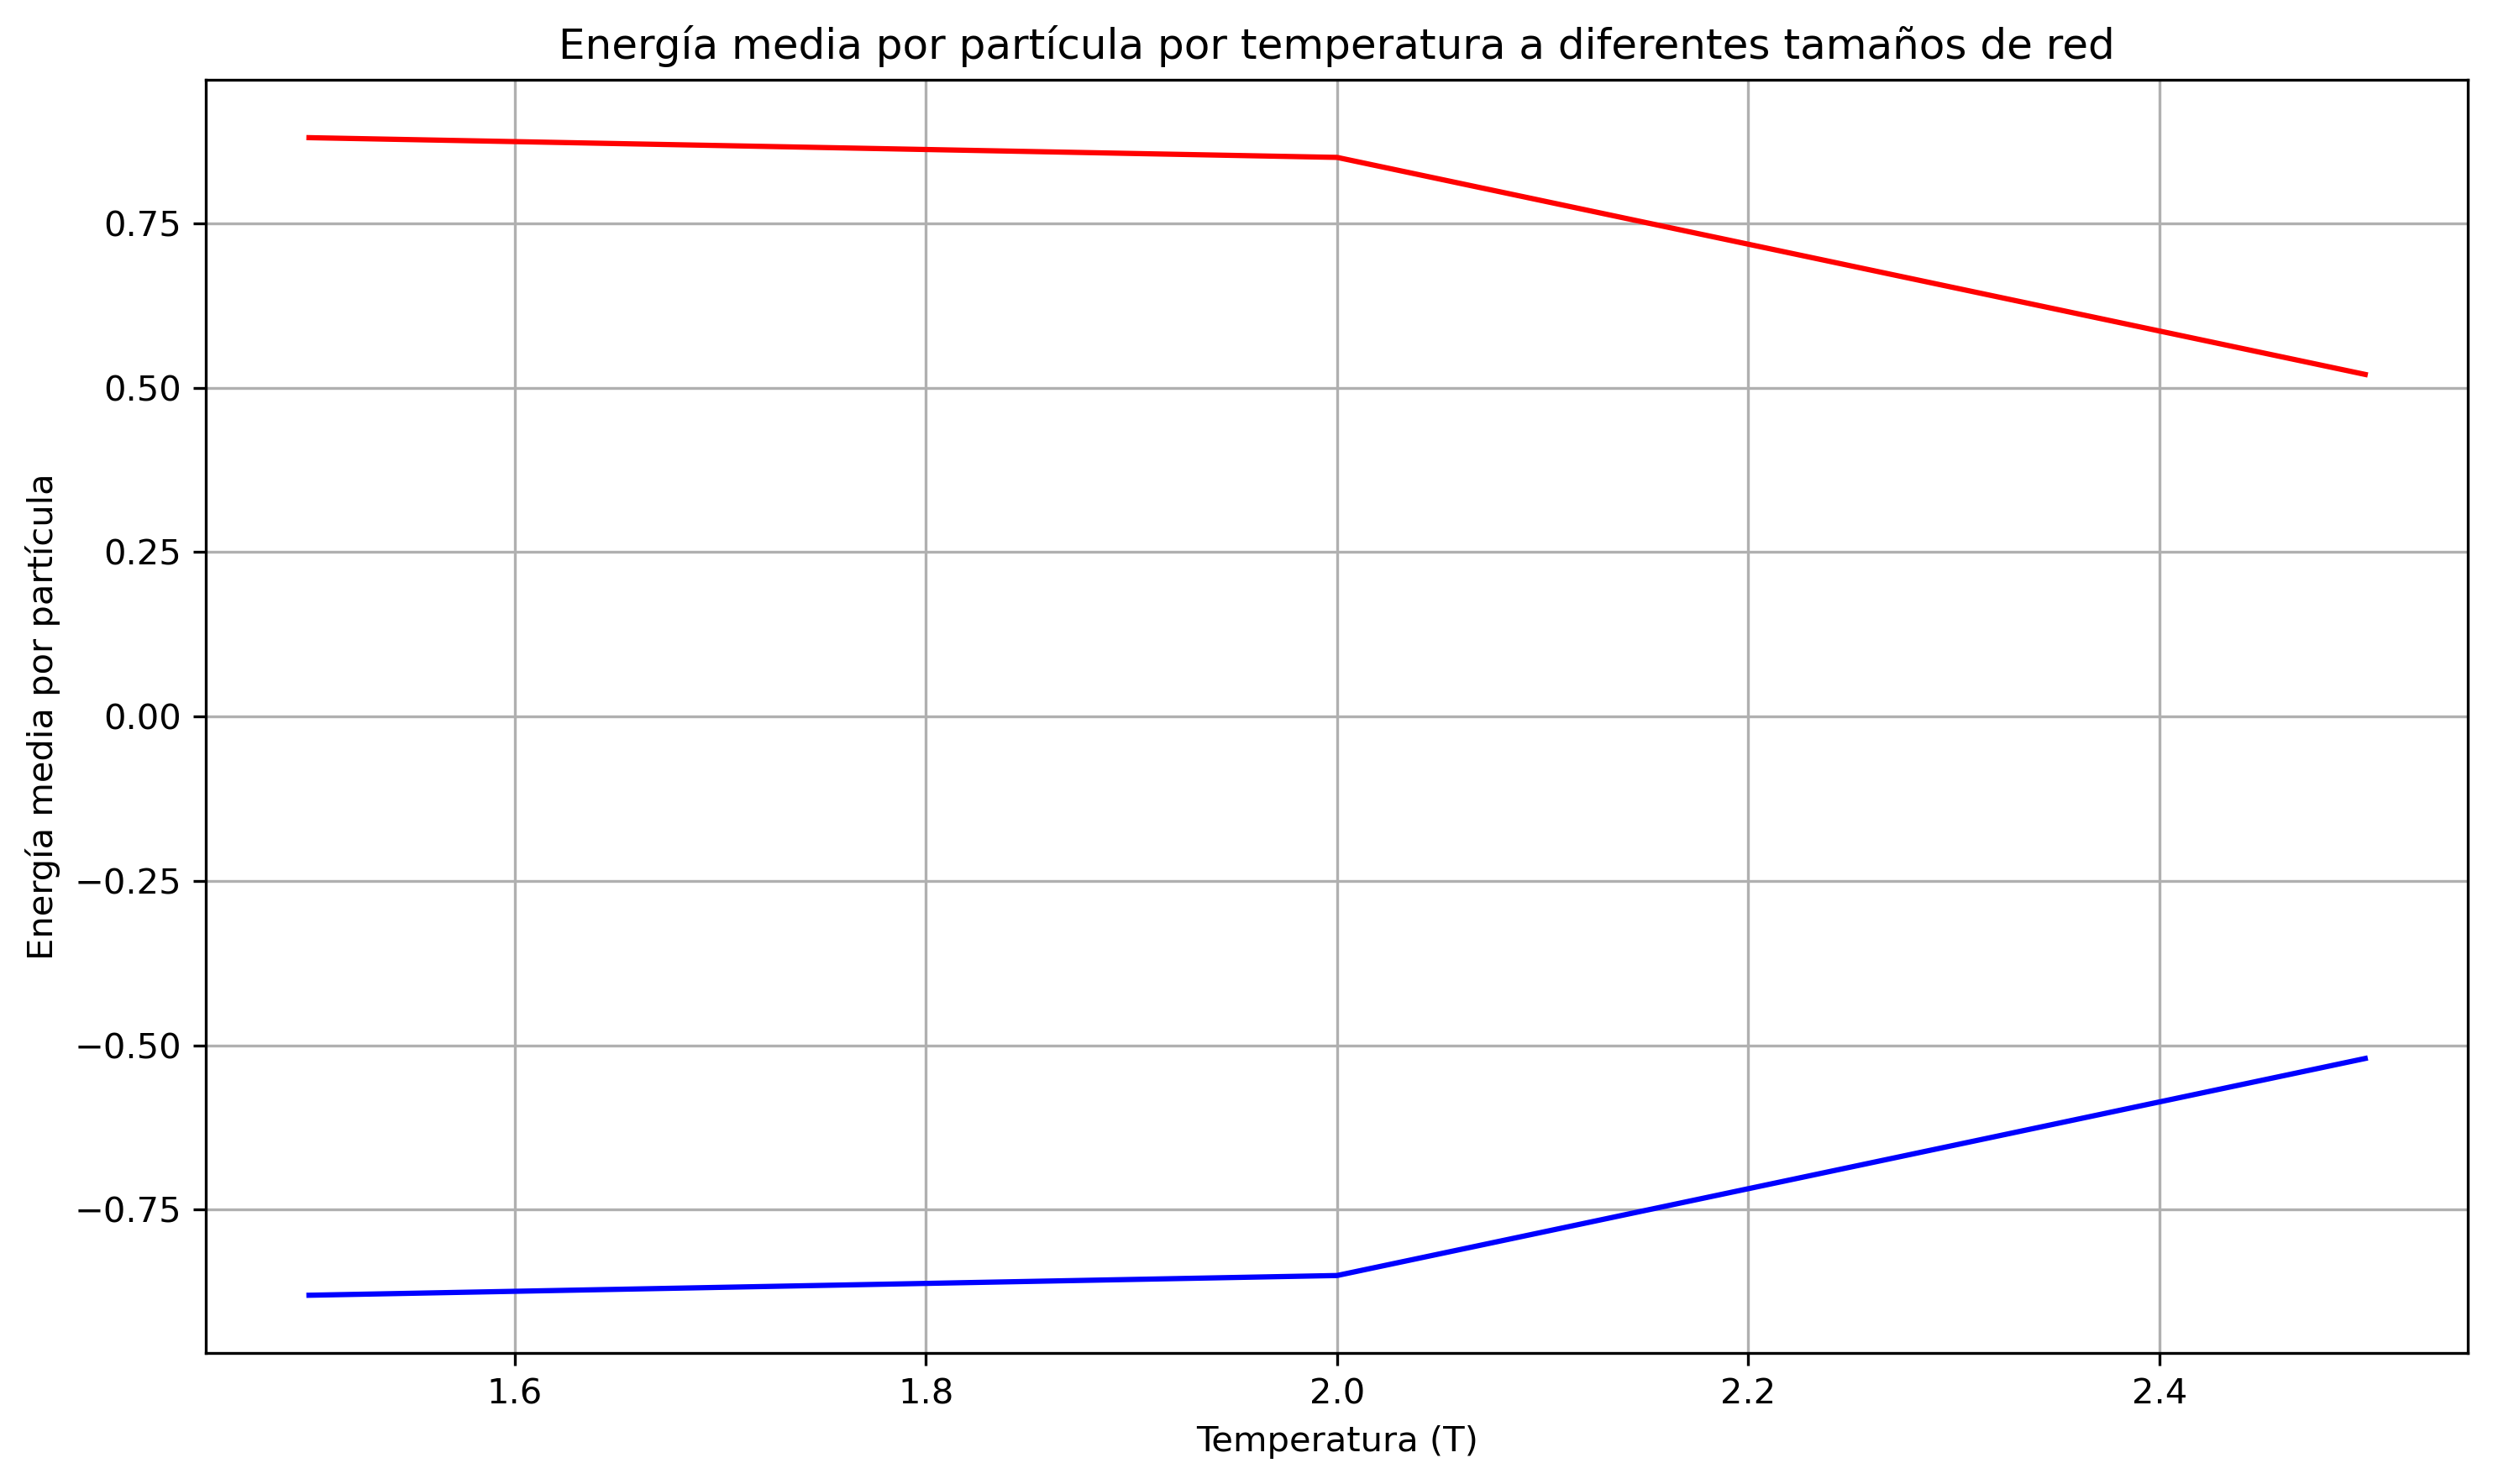 Energía media por partícula por temperatura a diferentes tamaños de red
Energía media por partícula
0.75
0.50
0.25
0.00
−0.25
−0.50
−0.75
1.6 1.8 2.0 2.2 2.4
Temperatura (T)